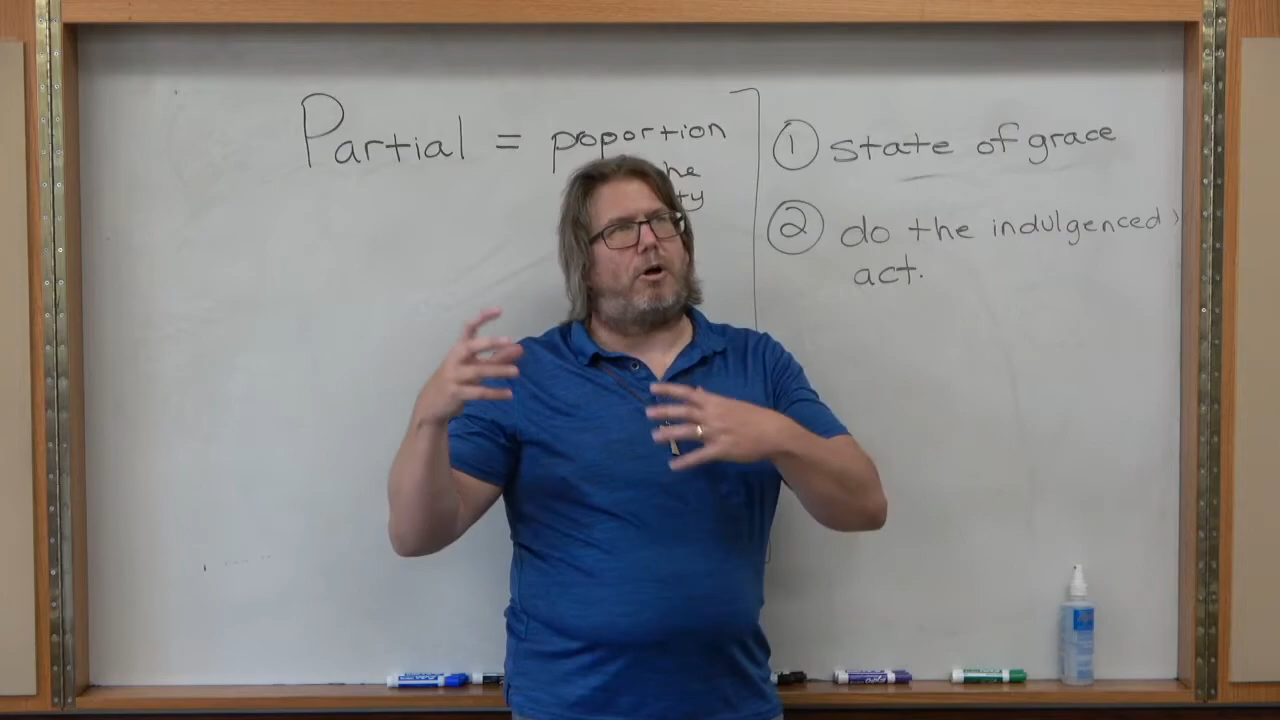 Partial = poportion
he
ty
① state of grace
② do the indulgenced
act.